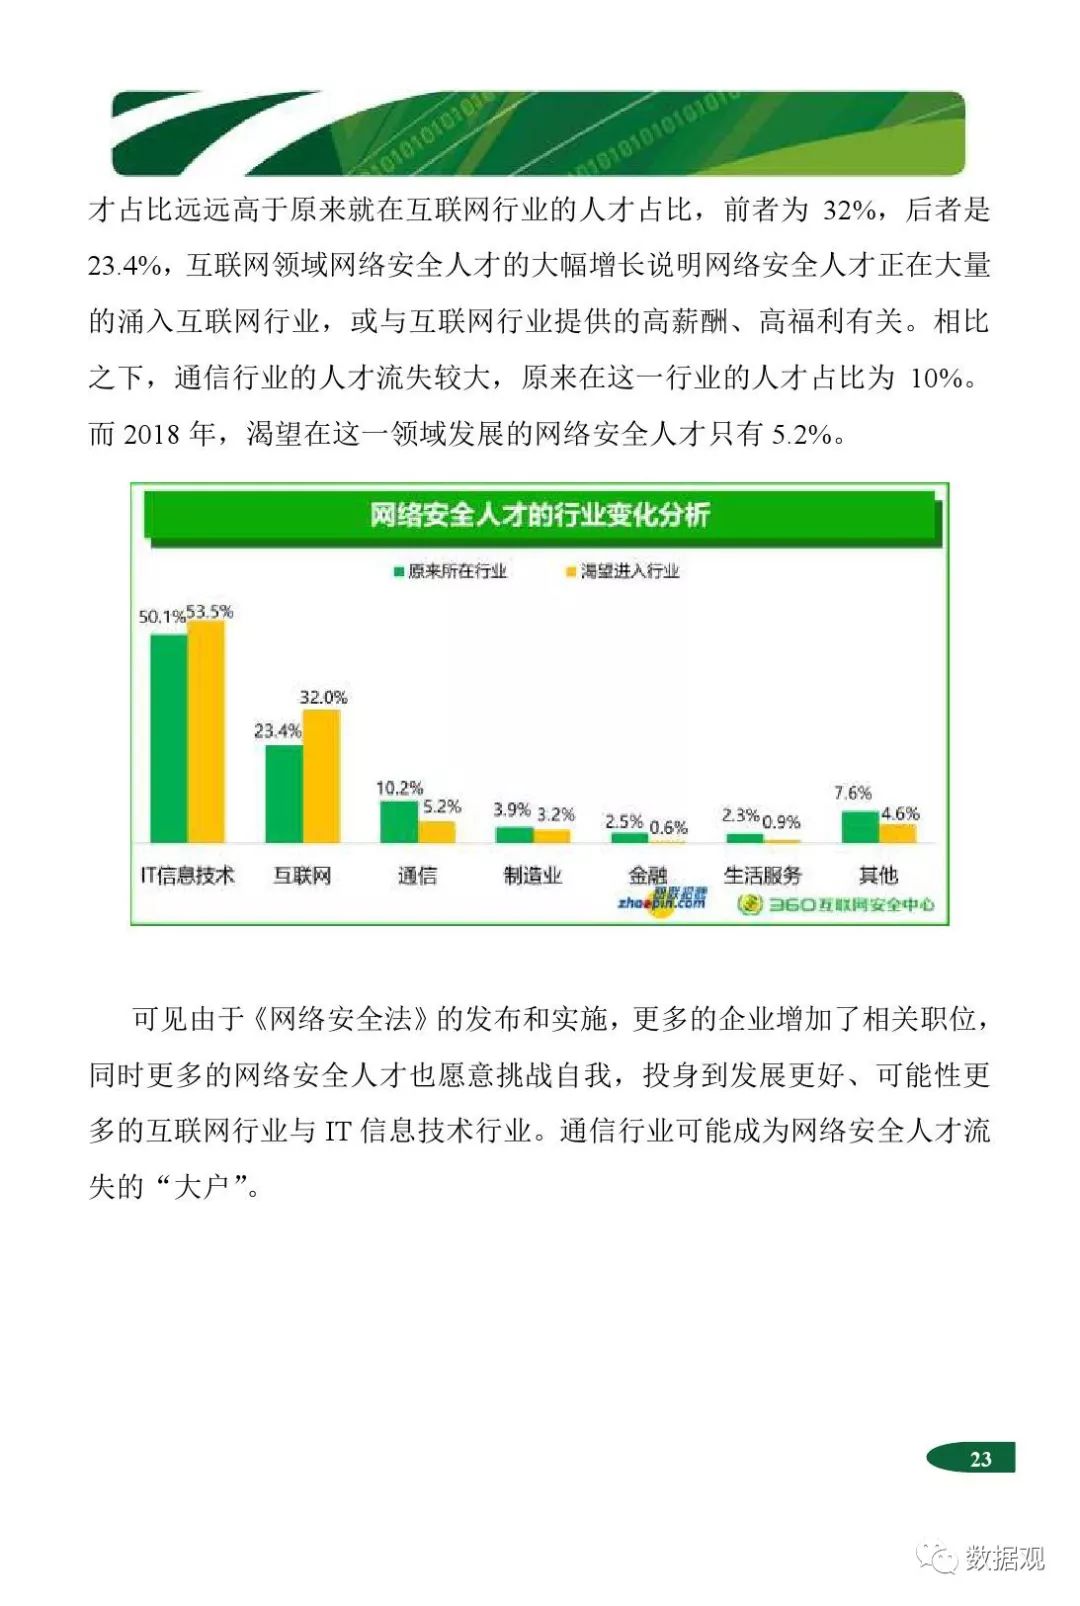 才占比远远高于原来就在互联网行业的人才占比，前者为 32%，后者是
23.4%，互联网领域网络安全人才的大幅增长说明网络安全人才正在大量
的涌入互联网行业，或与互联网行业提供的高薪酬、高福利有关。相比
之下，通信行业的人才流失较大，原来在这一行业的人才占比为 10%。
而 2018 年，渴望在这一领域发展的网络安全人才只有 5.2%。
网络安全人才的行业变化分析
原来所在行业 渴望进入行业
50.1% 53.5%
23.4% 32.0%
10.2% 5.2%
3.9% 3.2%
2.5% 0.6%
2.3% 0.9%
7.6% 4.6%
IT信息技术 互联网 通信 制造业 金融 生活服务 其他
智联招聘
zhaopin.com
360互联网安全中心
可见由于《网络安全法》的发布和实施，更多的企业增加了相关职位，
同时更多的网络安全人才也愿意挑战自我，投身到发展更好、可能性更
多的互联网行业与 IT 信息技术行业。通信行业可能成为网络安全人才流
失的“大户”。
23
数据观